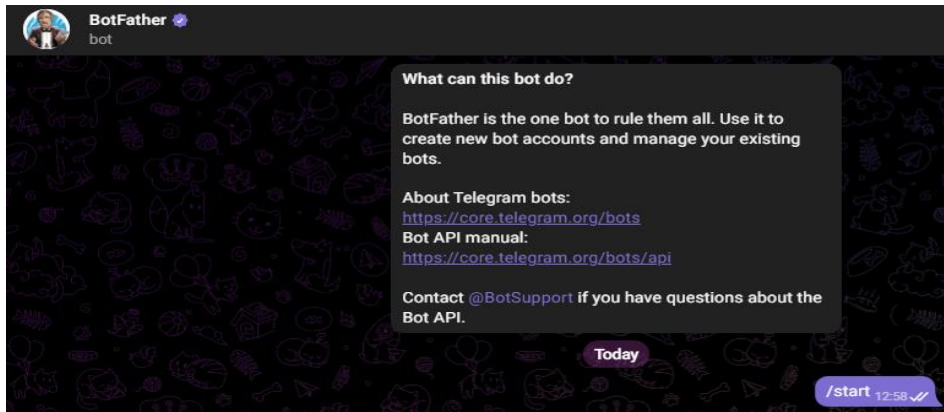 BotFather
bot
What can this bot do?
BotFather is the one bot to rule them all. Use it to
create new bot accounts and manage your existing
bots.
About Telegram bots:
https://core.telegram.org/bots
Bot API manual:
https://core.telegram.org/bots/api
Contact @BotSupport if you have questions about the
Bot API.
Today
/start 12:58